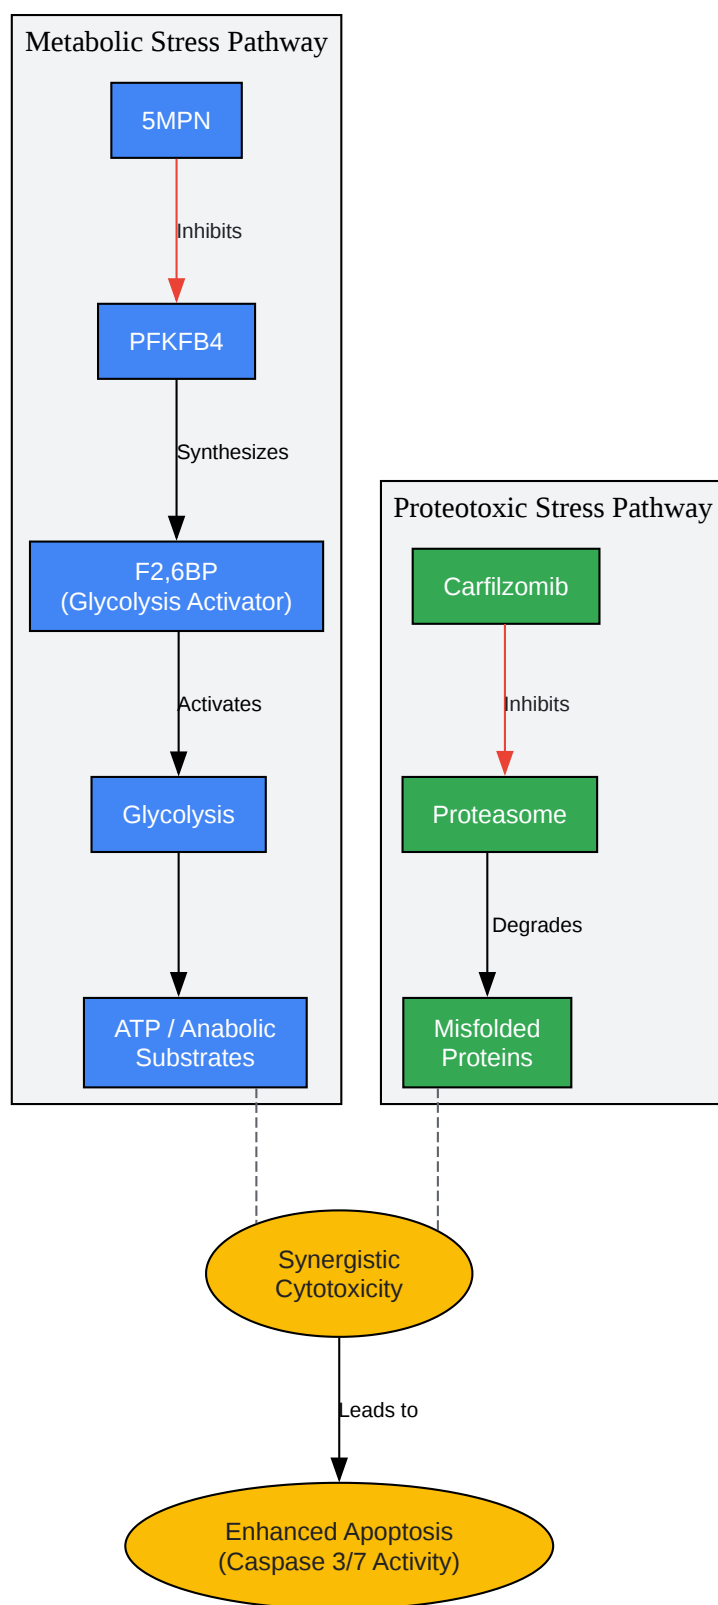 Metabolic Stress Pathway
5MPN
Inhibits
PFKFB4
Synthesizes
F2,6BP
(Glycolysis Activator)
Activates
Glycolysis
ATP / Anabolic
Substrates
Proteotoxic Stress Pathway
Carfilzomib
Inhibits
Proteasome
Degrades
Misfolded
Proteins
Synergistic
Cytotoxicity
Leads to
Enhanced Apoptosis
(Caspase 3/7 Activity)